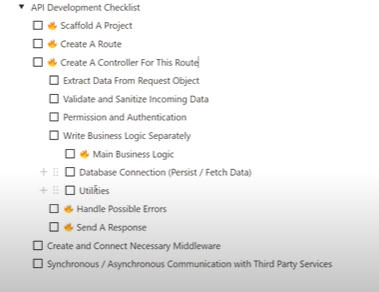 API Development Checklist
Scaffold A Project
Create A Route
Create A Controller For This Route
Extract Data From Request Object
Validate and Sanitize Incoming Data
Permission and Authentication
Write Business Logic Separately
Main Business Logic
Database Connection (Persist / Fetch Data)
Utilities
Handle Possible Errors
Send A Response
Create and Connect Necessary Middleware
Synchronous / Asynchronous Communication with Third Party Services